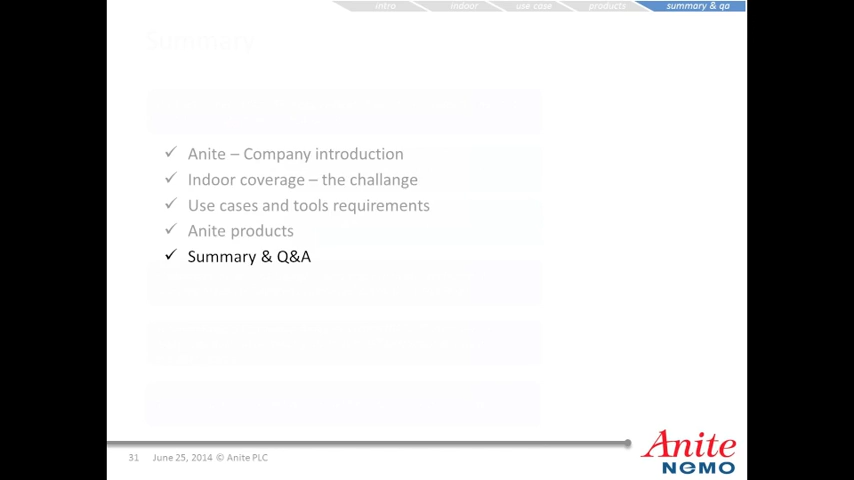 intro indoor use case products summary & qa
Summary
✓ Anite – Company introduction
✓ Indoor coverage – the challange
✓ Use cases and tools requirements
✓ Anite products
✓ Summary & Q&A
31 June 25, 2014 © Anite PLC
Anite
NEMO